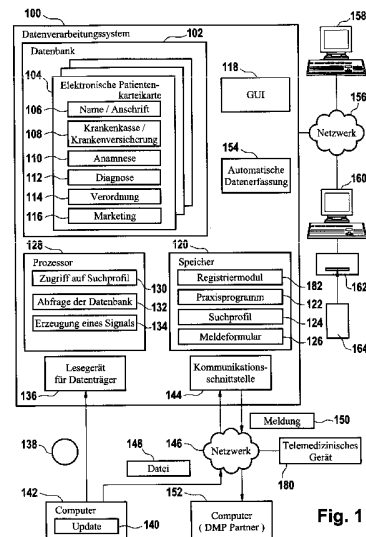 100
Datenverarbeitungssystem
102
Datenbank
104
Elektronische Patienten-
karteikarte
106
Name / Anschrift
108
Krankenkasse /
Krankenversicherung
110
Anamnese
112
Diagnose
114
Verordnung
116
Marketing
118
GUI
154
Automatische
Datenerfassung
158
156
Netzwerk
160
162
164
128
Prozessor
Zugriff auf Suchprofil
130
Abfrage der Datenbank
132
Erzeugung eines Signals
134
120
Speicher
Registriermodul
182
Praxisprogramm
122
Suchprofil
124
Meldeformular
126
Lesegerät
für Datenträger
136
Kommunikations-
schnittstelle
144
138
148
Datei
146
Netzwerk
Meldung
150
Telemedizinisches
Gerät
180
142
Computer
Update
140
Computer
( DMP Partner )
152
Fig. 1